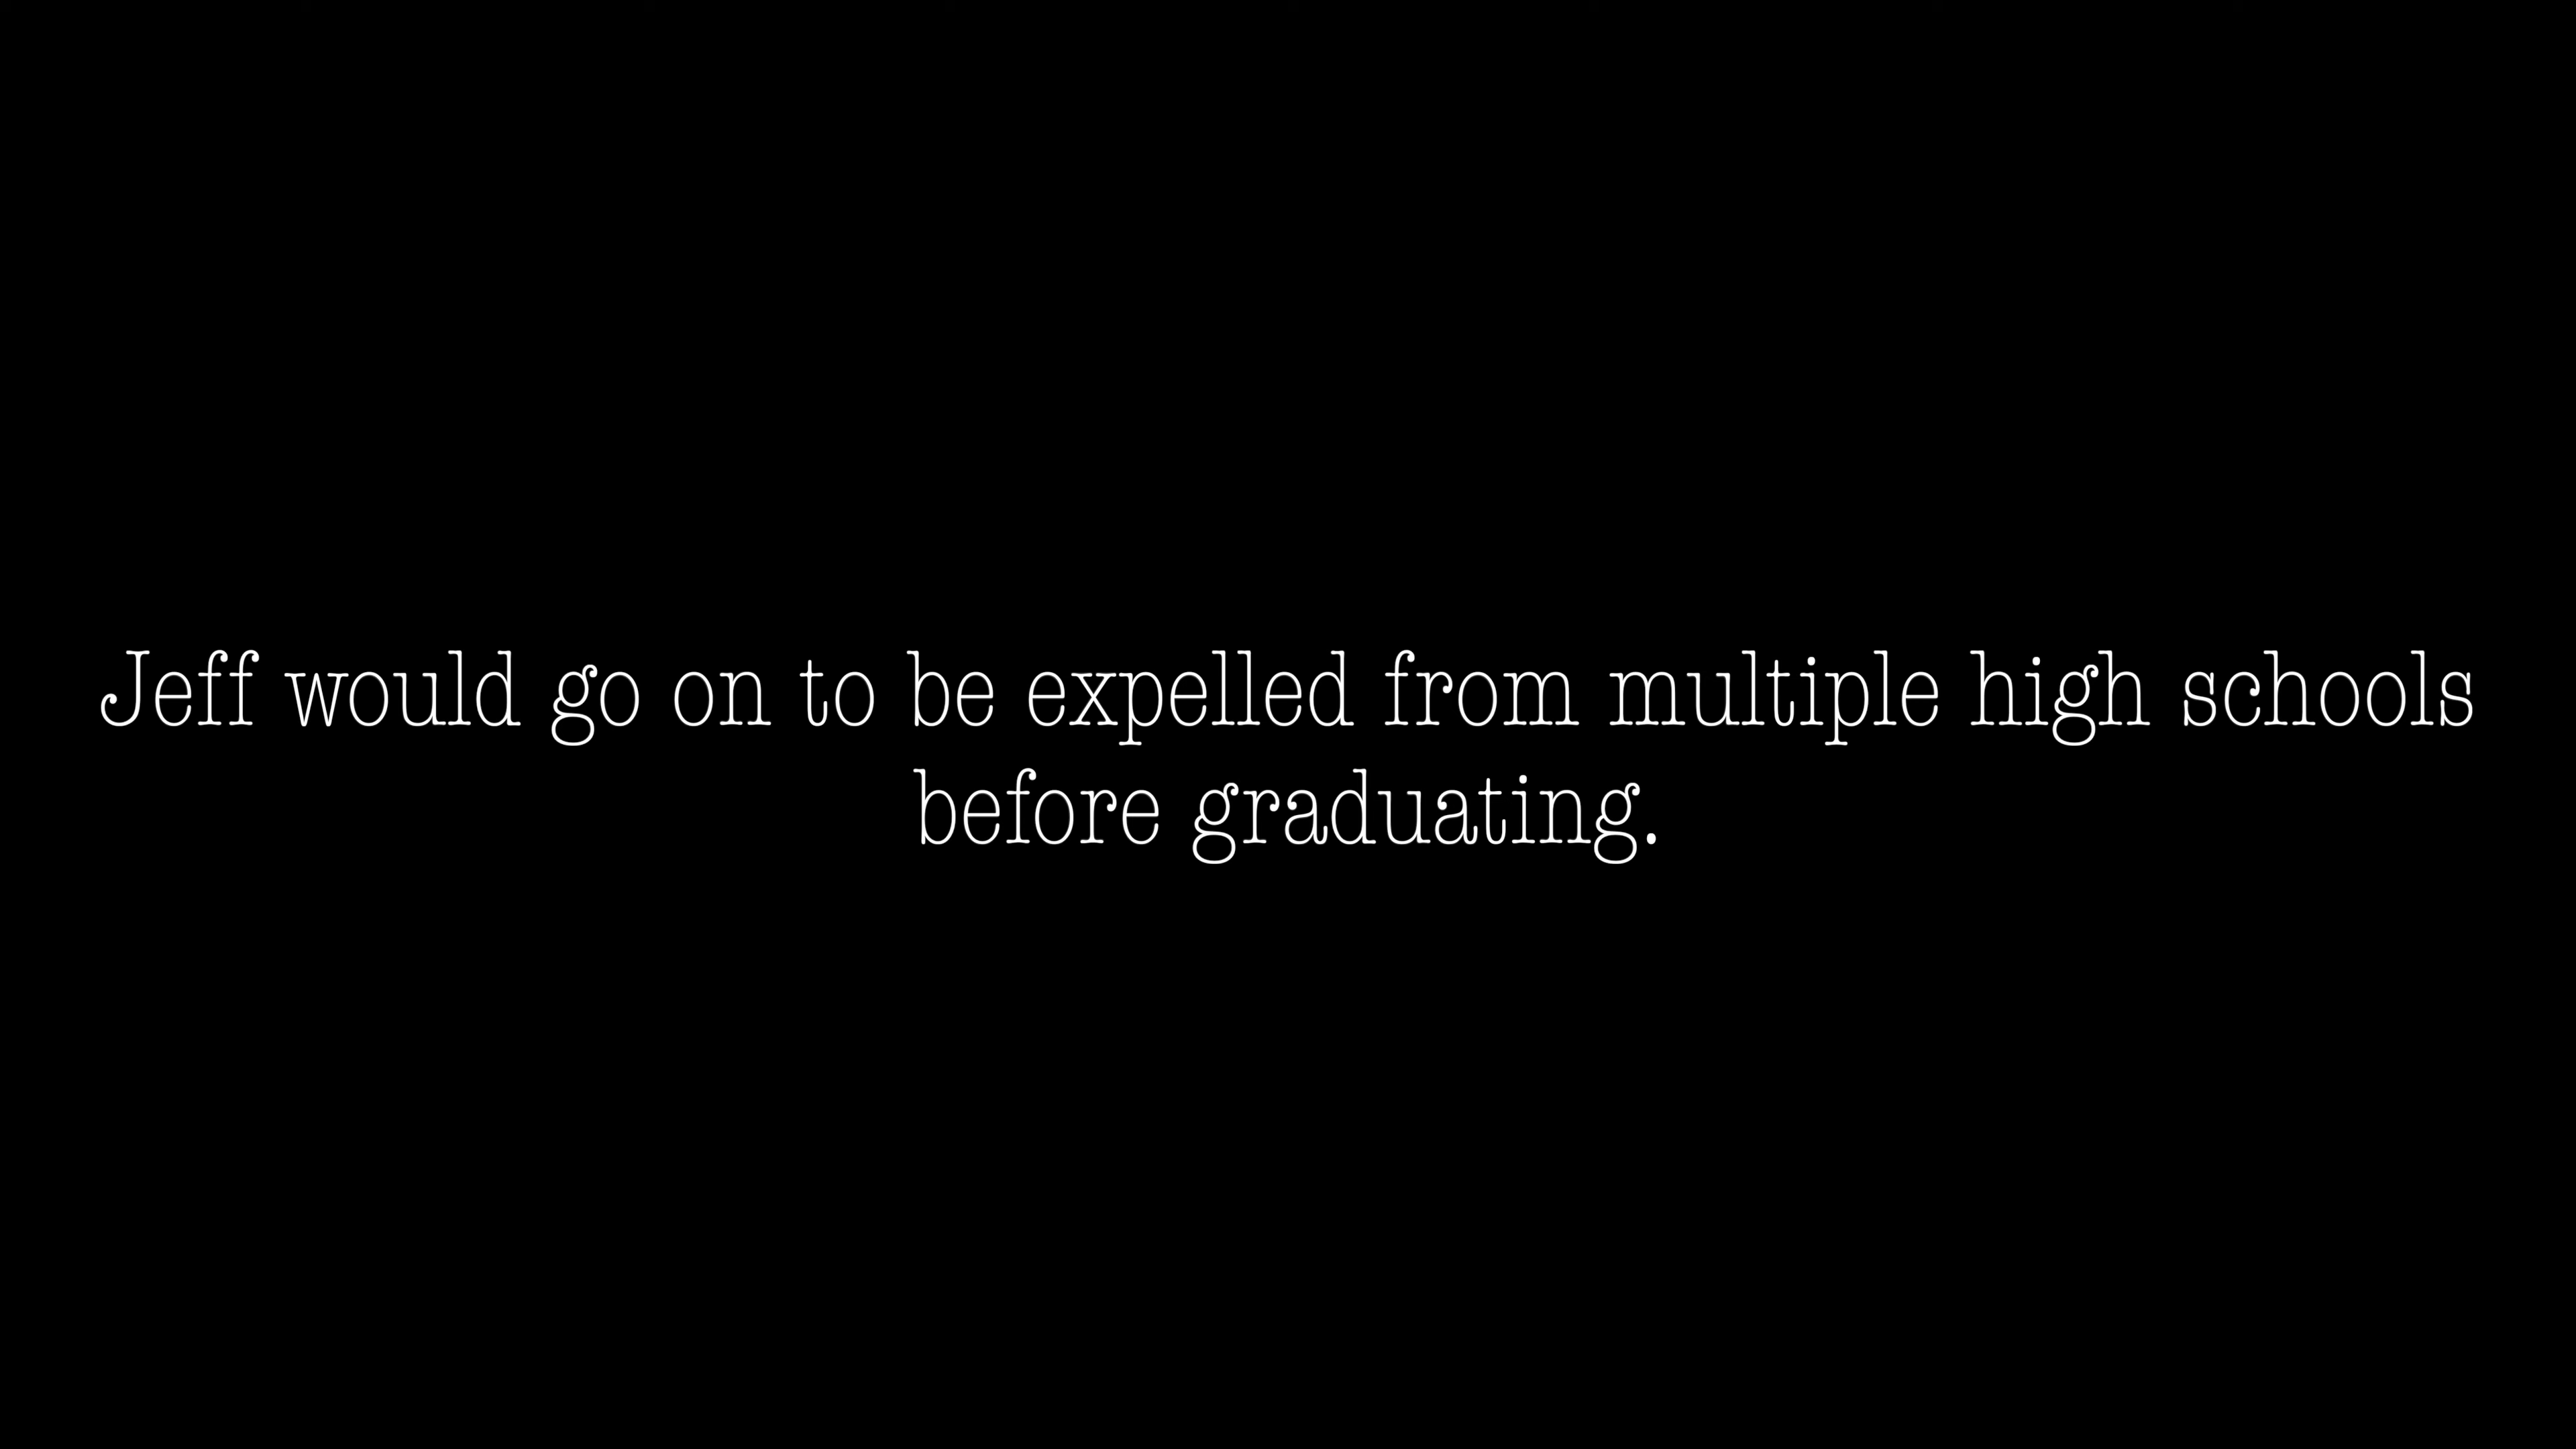 Jeff would go on to be expelled from multiple high schools
before graduating.